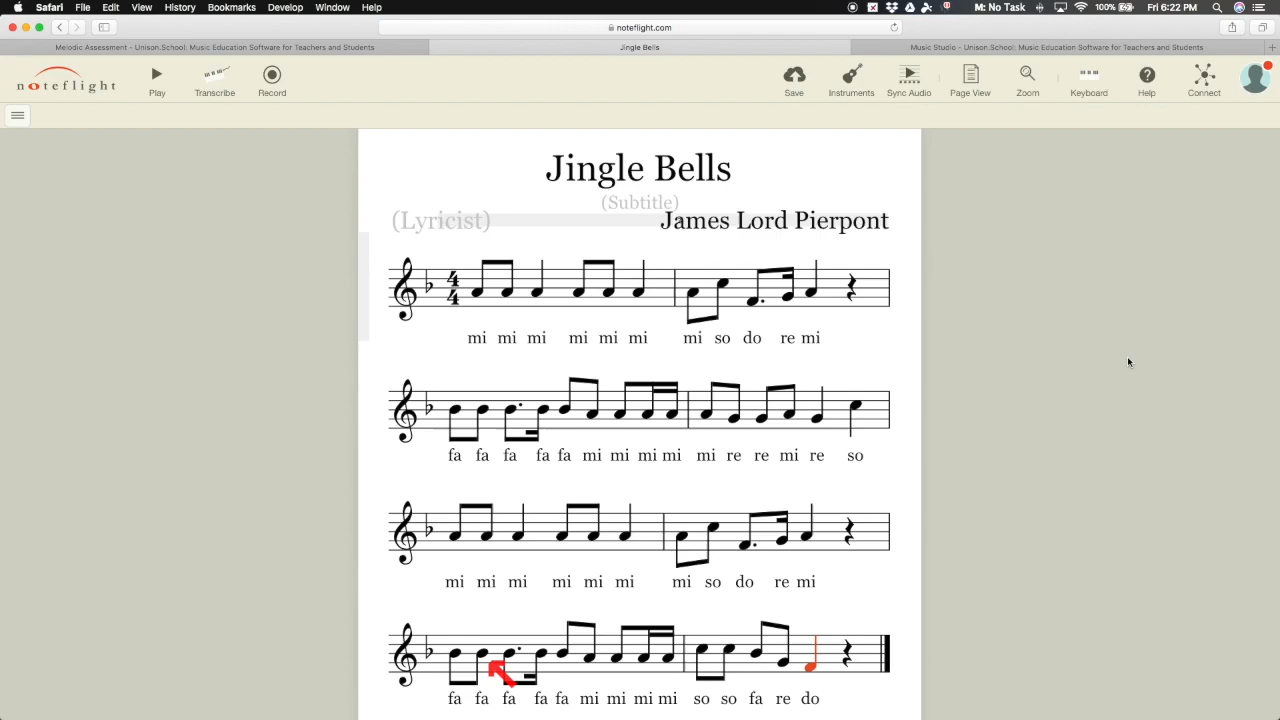 Safari File Edit View History Bookmarks Develop Window Help M: No Task 100% Fri 6:22 PM
noteflight.com
Melodic Assessment - Unison.School: Music Education Software for Teachers and Students Jingle Bells Music Studio - Unison.School: Music Education Software for Teachers and Students
noteflight Play Transcribe Record Save Instruments Sync Audio Page View Zoom Keyboard Help Connect
Jingle Bells
(Subtitle)
(Lyricist) James Lord Pierpont
4
4
mi mi mi mi mi mi mi so do re mi
fa fa fa fa fa mi mi mi mi mi re re mi re so
mi mi mi mi mi mi mi so do re mi
fa fa fa fa fa mi mi mi mi so so fa re do